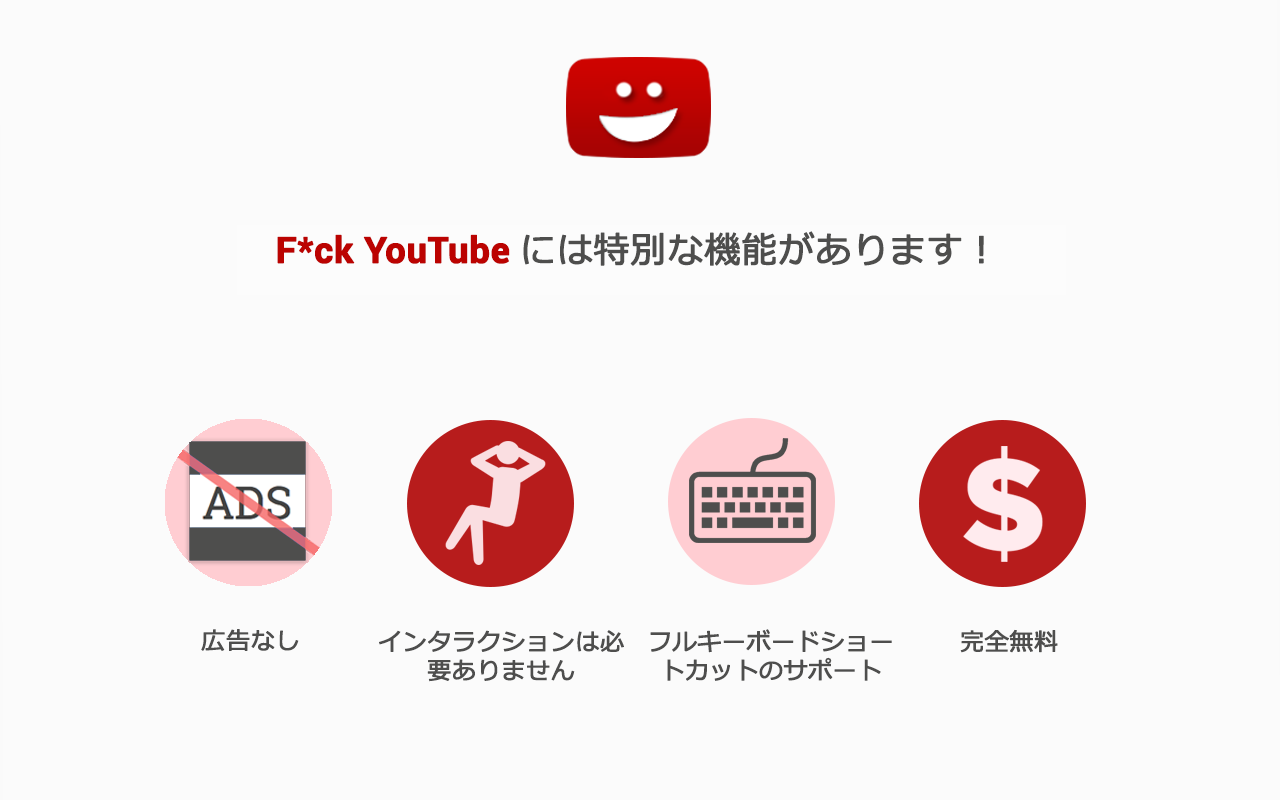 F*ck YouTube には特別な機能があります！
ADS
広告なし
インタラクションは必
要ありません
フルキーボードショー
トカットのサポート
完全無料